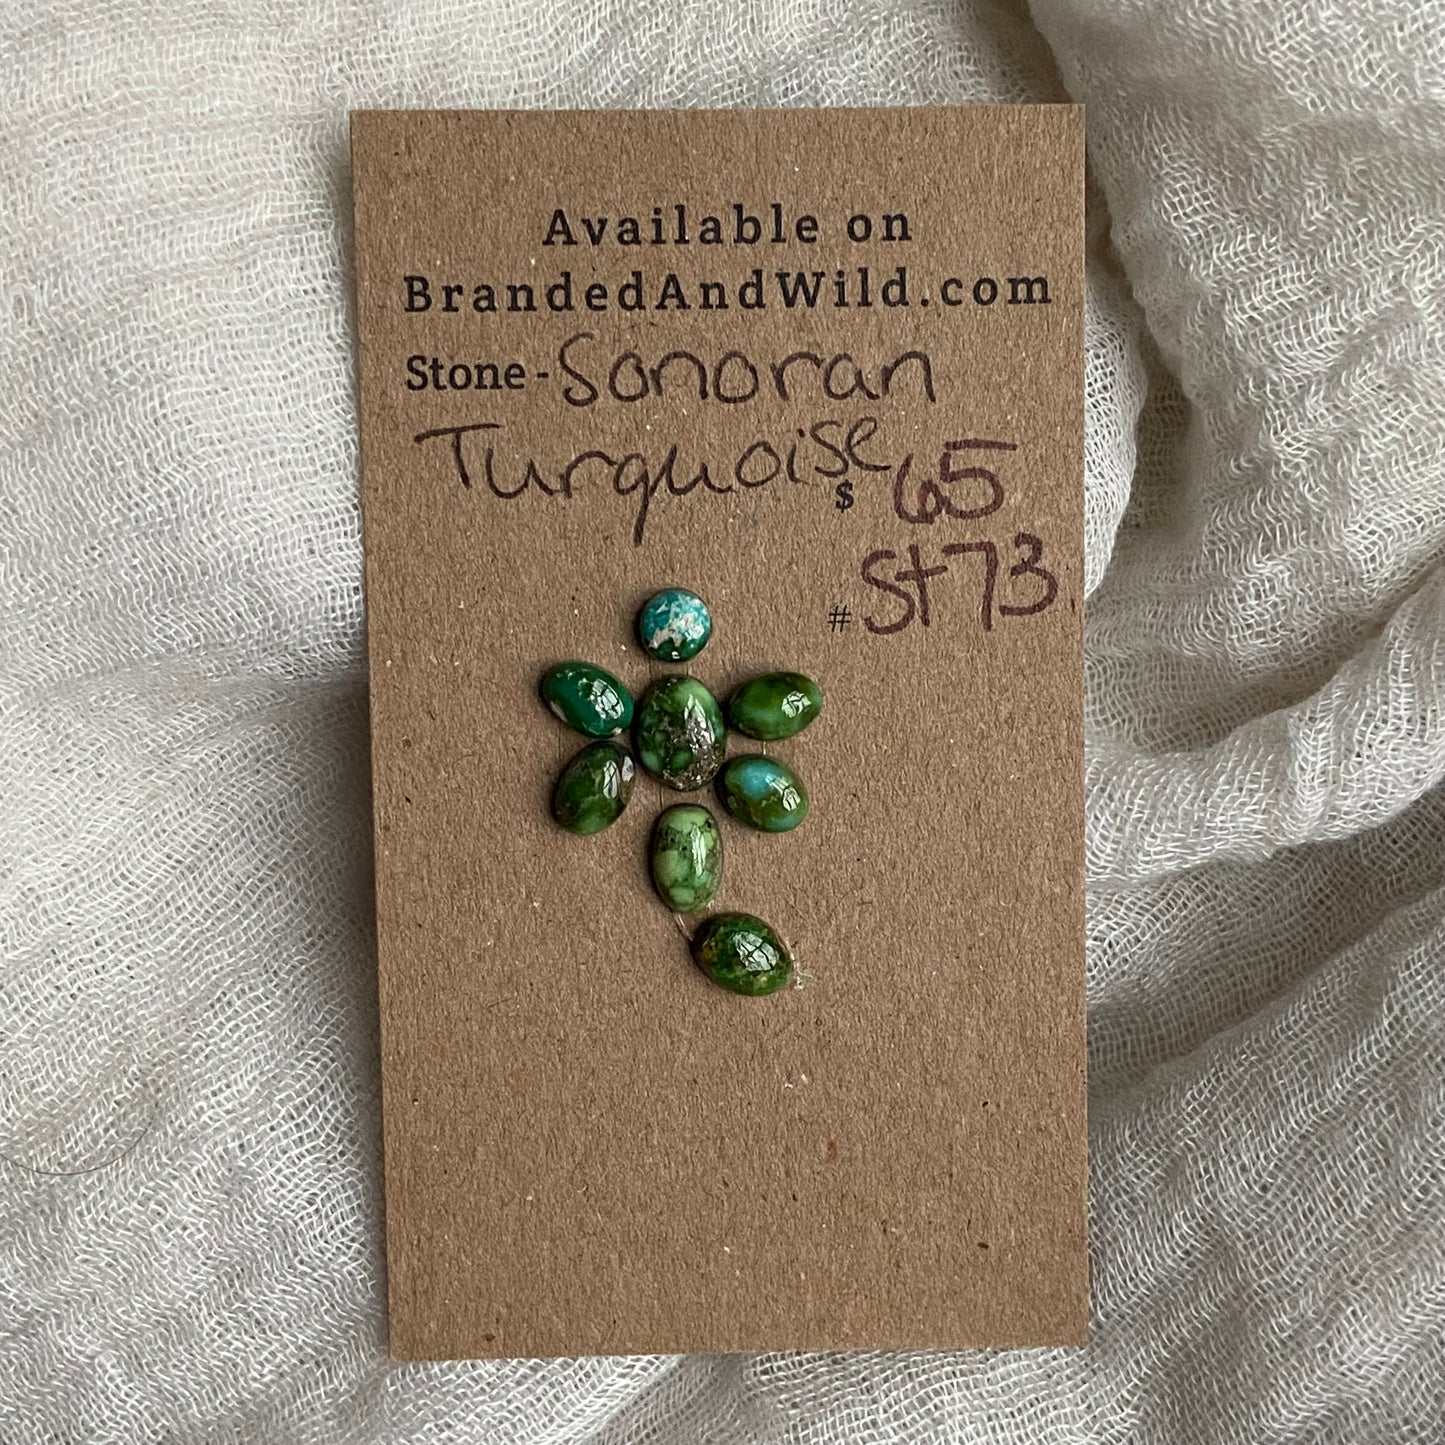 Available on
BrandedAndWild.com
Stone - Sonoran
Turquoise
$ 65
# St73